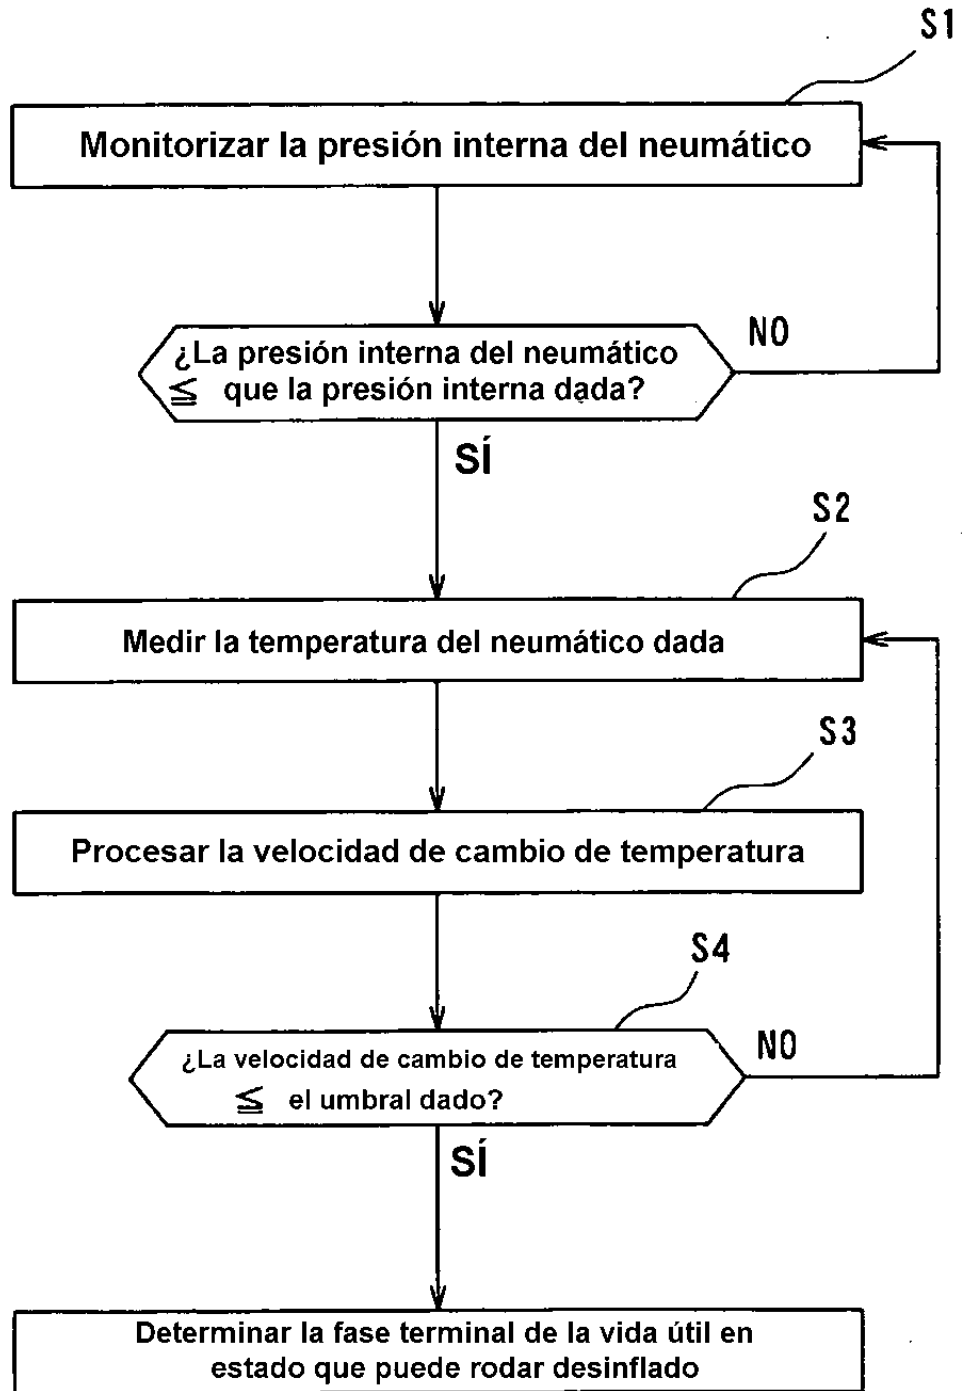 S1
Monitorizar la presión interna del neumático
¿La presión interna del neumático
≦ que la presión interna dada?
NO
SÍ
S2
Medir la temperatura del neumático dada
S3
Procesar la velocidad de cambio de temperatura
S4
¿La velocidad de cambio de temperatura
≦ el umbral dado?
NO
SÍ
Determinar la fase terminal de la vida útil en
estado que puede rodar desinflado